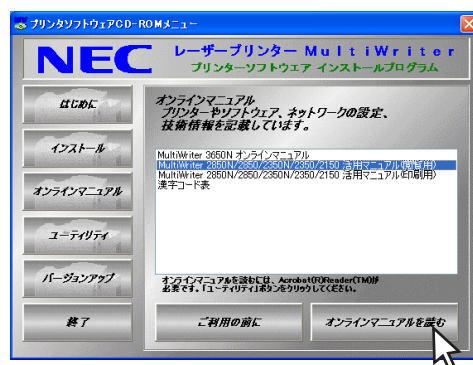 プリンタソフトウェアCD-ROMメニュー
NEC
レーザープリンター MultiWriter
プリンターソフトウェア インストールプログラム
はじめに
インストール
オンラインマニュアル
ユーティリティ
バージョンアップ
終了
オンラインマニュアル
プリンターやソフトウェア、ネットワークの設定、
技術情報を記載しています。
MultiWriter 3650N オンラインマニュアル
MultiWriter 2850N/2850/2350N/2350/2150 活用マニュアル(閲覧用)
MultiWriter 2850N/2850/2350N/2350/2150 活用マニュアル(印刷用)
漢字コード表
オンラインマニュアルを読むには、Acrobat(R)Reader(TM)が
必要です。「ユーティリティ」ボタンをクリックしてください。
ご利用の前に
オンラインマニュアルを読む